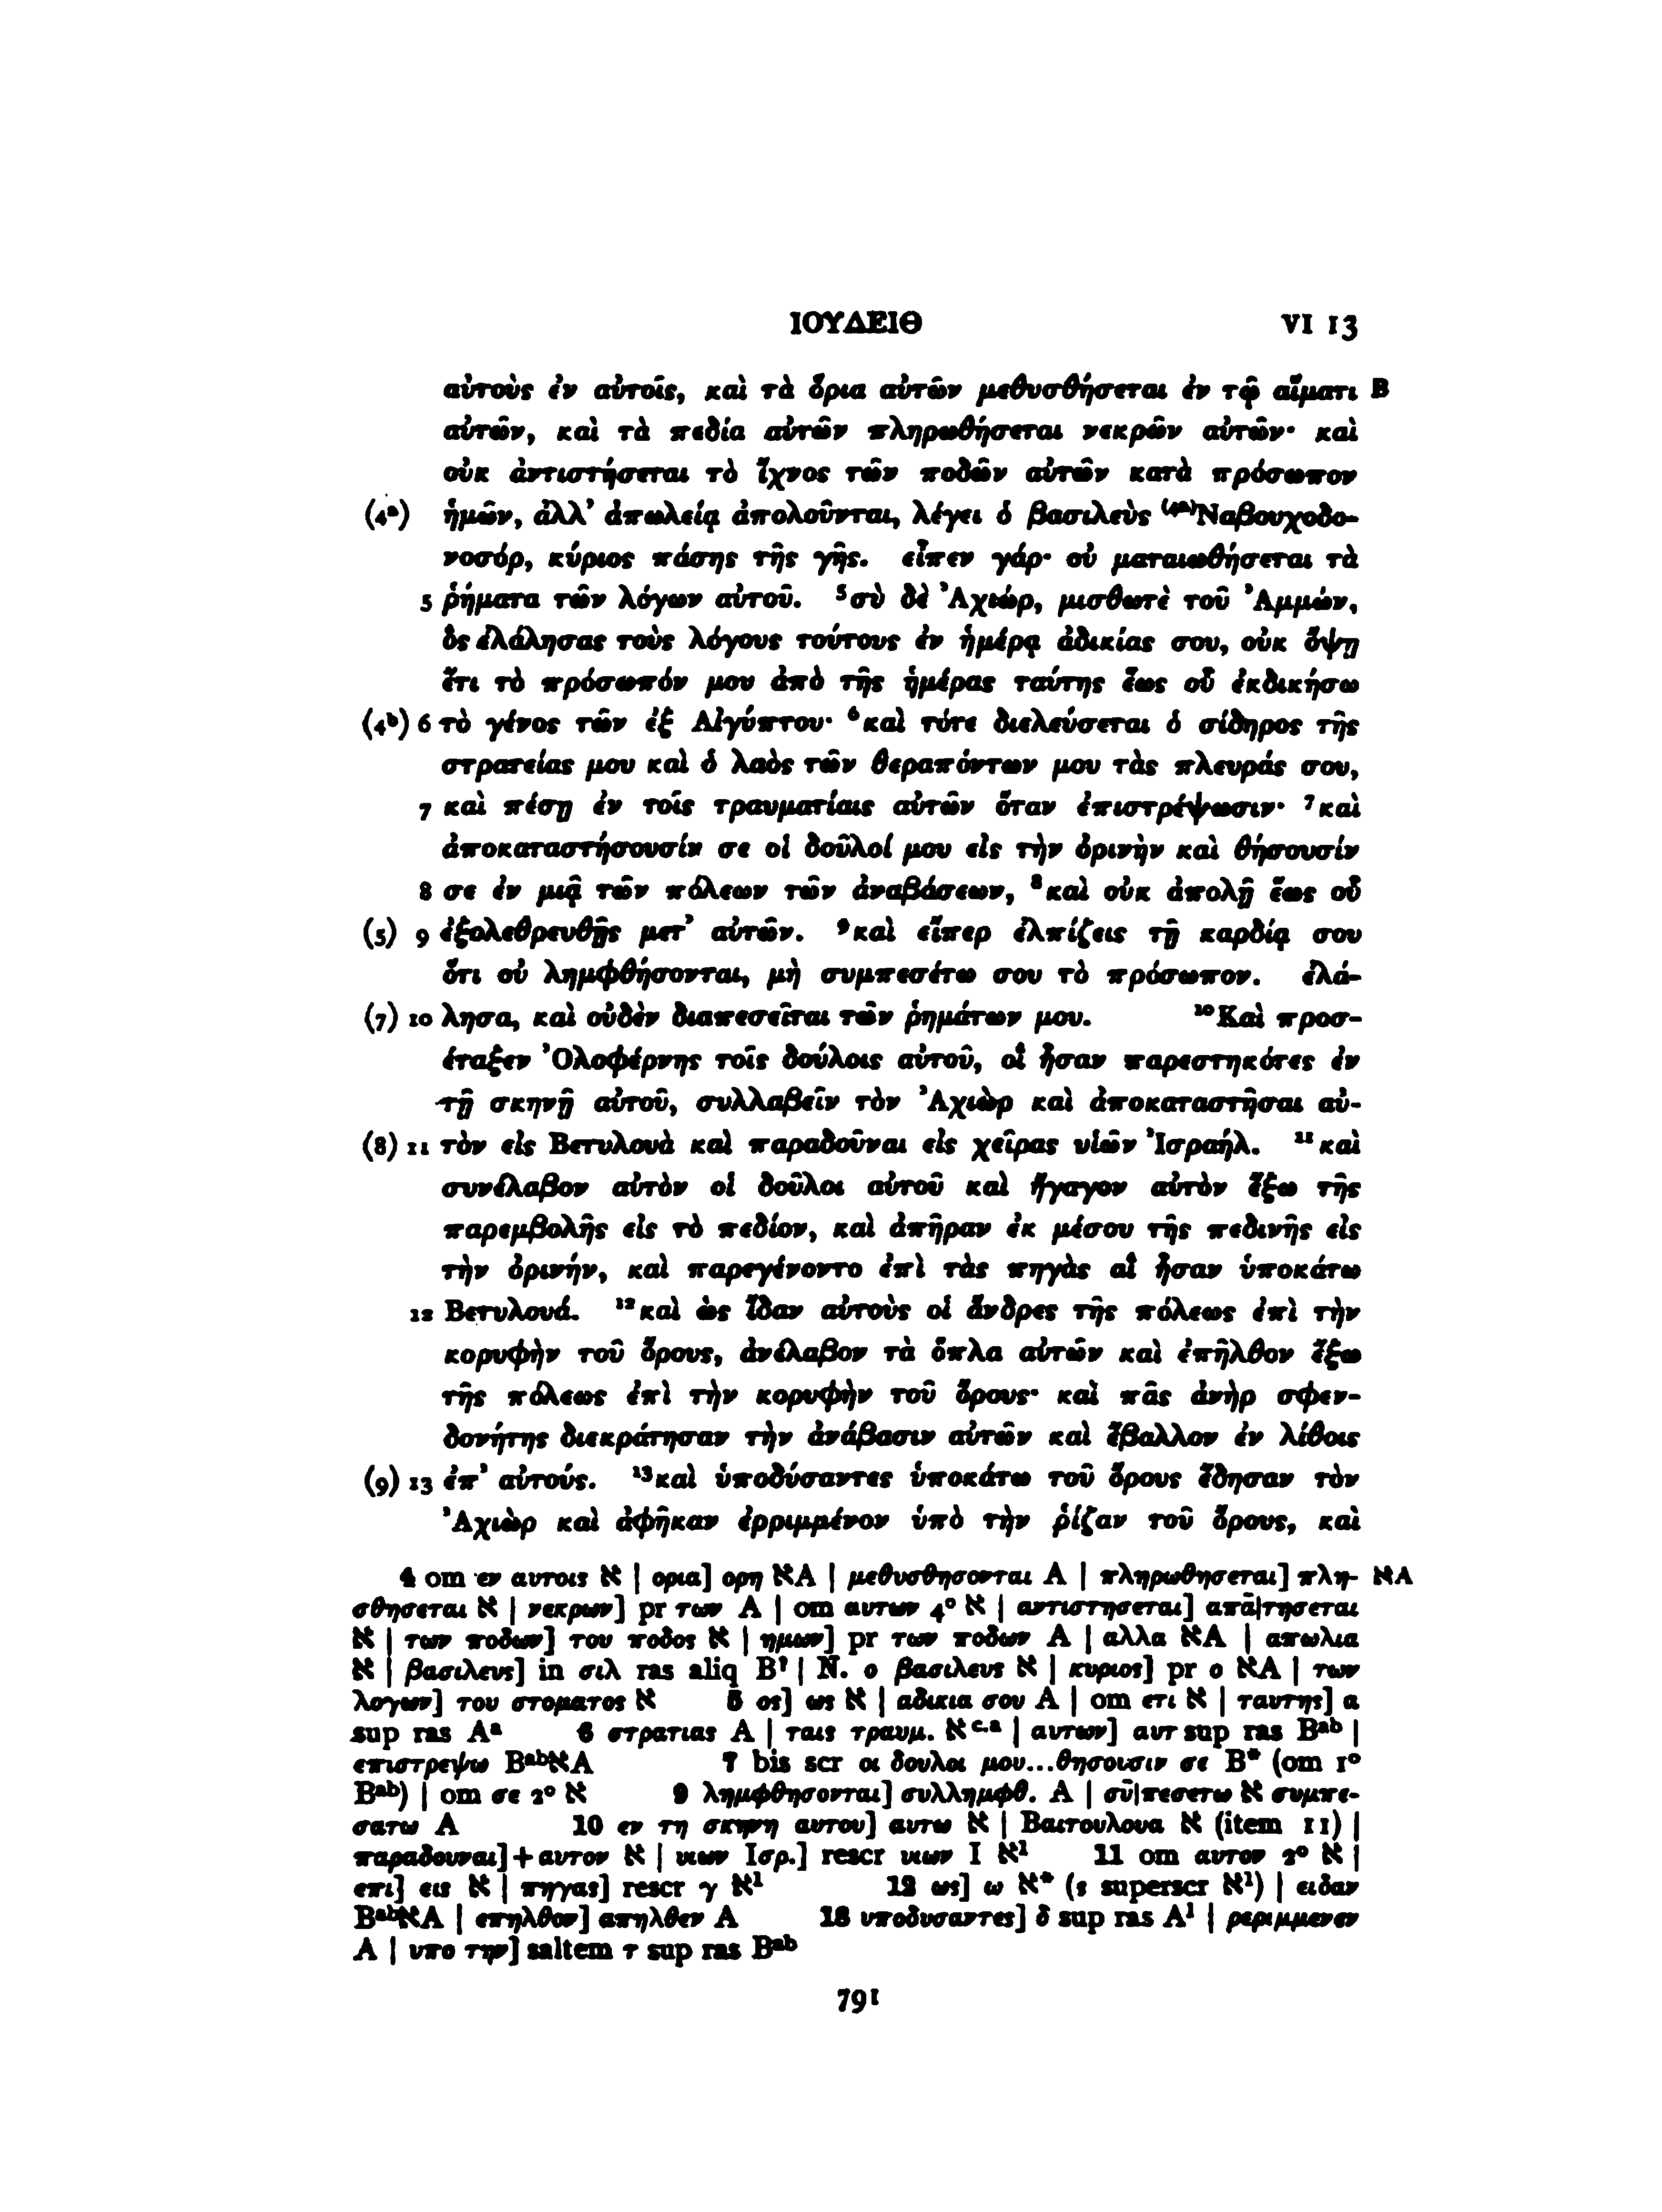 ΙΟΥΔΕΙΘ VI 13
αὐτοὺς ἐν αὐτοῖς, καὶ τὰ ὅρια αὐτῶν μεθυσθήσεται ἐν τῷ αἵματι B
αὐτῶν, καὶ τὰ πεδία αὐτῶν πληρωθήσεται νεκρῶν αὐτῶν· καὶ
οὐκ ἀντιστήσεται τὸ ἴχνος τῶν ποδῶν αὐτῶν κατὰ πρόσωπον
(4a) ἡμῶν, ἀλλ’ ἀπωλείᾳ ἀπολοῦνται, λέγει ὁ βασιλεὺς (4a)Ναβουχοδο-
νοσόρ, κύριος πάσης τῆς γῆς. εἶπεν γάρ· οὐ ματαιωθήσεται τὰ
5 ῥήματα τῶν λόγων αὐτοῦ. 5σὺ δὲ Ἀχιώρ, μισθωτὲ τοῦ Ἀμμών,
ὃς ἐλάλησας τοὺς λόγους τούτους ἐν ἡμέρᾳ ἀδικίας σου, οὐκ ὄψῃ
ἔτι τὸ πρόσωπόν μου ἀπὸ τῆς ἡμέρας ταύτης ἕως οὗ ἐκδικήσω
(4b) 6 τὸ γένος τῶν ἐξ Αἰγύπτου· 6καὶ τότε διελεύσεται ὁ σίδηρος τῆς
στρατείας μου καὶ ὁ λαὸς τῶν θεραπόντων μου τὰς πλευράς σου,
7 καὶ πέσῃ ἐν τοῖς τραυματίαις αὐτῶν ὅταν ἐπιστρέψωσιν· 7καὶ
ἀποκαταστήσουσίν σε οἱ δοῦλοί μου εἰς τὴν ὀρινὴν καὶ θήσουσίν
8 σε ἐν μιᾷ τῶν πόλεων τῶν ἀναβάσεων, 8καὶ οὐκ ἀπολῇ ἕως οὗ
(5) 9 ἐξολεθρευθῇς μετ’ αὐτῶν. 9καὶ εἴπερ ἐλπίζεις τῇ καρδίᾳ σου
ὅτι οὐ λημφθήσονται, μὴ συμπεσέτω σου τὸ πρόσωπον. ἐλά-
(7) 10 λησα, καὶ οὐδὲν διαπεσεῖται τῶν ῥημάτων μου. 10Καὶ προσ-
έταξεν Ὀλοφέρνης τοῖς δούλοις αὐτοῦ, οἳ ἦσαν παρεστηκότες ἐν
τῇ σκηνῇ αὐτοῦ, συλλαβεῖν τὸν Ἀχιὼρ καὶ ἀποκαταστῆσαι αὐ-
(8) 11 τὸν εἰς Βετυλουὰ καὶ παραδοῦναι εἰς χεῖρας υἱῶν Ἰσραήλ. 11καὶ
συνέλαβον αὐτὸν οἱ δοῦλοι αὐτοῦ καὶ ἤγαγον αὐτὸν ἔξω τῆς
παρεμβολῆς εἰς τὸ πεδίον, καὶ ἀπῆραν ἐκ μέσου τῆς πεδινῆς εἰς
τὴν ὀρινήν, καὶ παρεγένοντο ἐπὶ τὰς πηγὰς αἳ ἦσαν ὑποκάτω
12 Βετυλουά. 12καὶ ὡς ἴδαν αὐτοὺς οἱ ἄνδρες τῆς πόλεως ἐπὶ τὴν
κορυφὴν τοῦ ὄρους, ἀνέλαβον τὰ ὅπλα αὐτῶν καὶ ἐπῆλθον ἔξω
τῆς πόλεως ἐπὶ τὴν κορυφὴν τοῦ ὄρους· καὶ πᾶς ἀνὴρ σφεν-
δονήτης διεκράτησαν τὴν ἀνάβασιν αὐτῶν καὶ ἔβαλλον ἐν λίθοις
(9) 13 ἐπ’ αὐτούς. 13καὶ ὑποδύσαντες ὑποκάτω τοῦ ὄρους ἔδησαν τὸν
Ἀχιὼρ καὶ ἀφῆκαν ἐρριμμένον ὑπὸ τὴν ῥίζαν τοῦ ὄρους, καὶ
4 om εν αυτοις א | ορια] ορη אA | μεθυσθησονται A | πληρωθησεται] πλη- אA
σθησεται א | νεκρων] pr των A | om αυτων 4° א | αντιστησεται] απᾱ|τησεται
א | των ποδων] του ποδος א | ημων] pr των ποδων A | αλλα אA | απωλια
א | βασιλευς] in σιλ ras aliq B? | N. ο βασιλευς א | κυριος] pr ο אA | των
λογων] του στοματος א 5 ος] ως א | αδικια σου A | om ετι א | ταυτης] α
sup ras Aa 6 στρατιας A | ταις τραυμ. אc.a | αυτων] αυτ sup ras Bab |
επιστρεψω BabאA 7 bis scr οι δουλοι μου...θησουσιν σε B* (om 1°
Bab) | om σε 2° א 9 λημφθησονται] συλλημφθ. A | σῡ|πεσετω א συμπε-
σατω A 10 εν τη σκηνη αυτου] αυτω א | Βαιτουλουα א (item 11) |
παραδουναι]+αυτον א | υιων Ισρ.] rescr υιων Ι א1 11 om αυτον 2° א |
επι] εις א | πηγας] rescr γ א1 12 ως] ω א* (ς superscr א1) | ειδαν
BabאA | επηλθον] απηλθεν A 13 υποδυσαντες] δ sup ras A1 | ρεριμμενεν
A | υπο την] saltem τ sup ras Bab
791